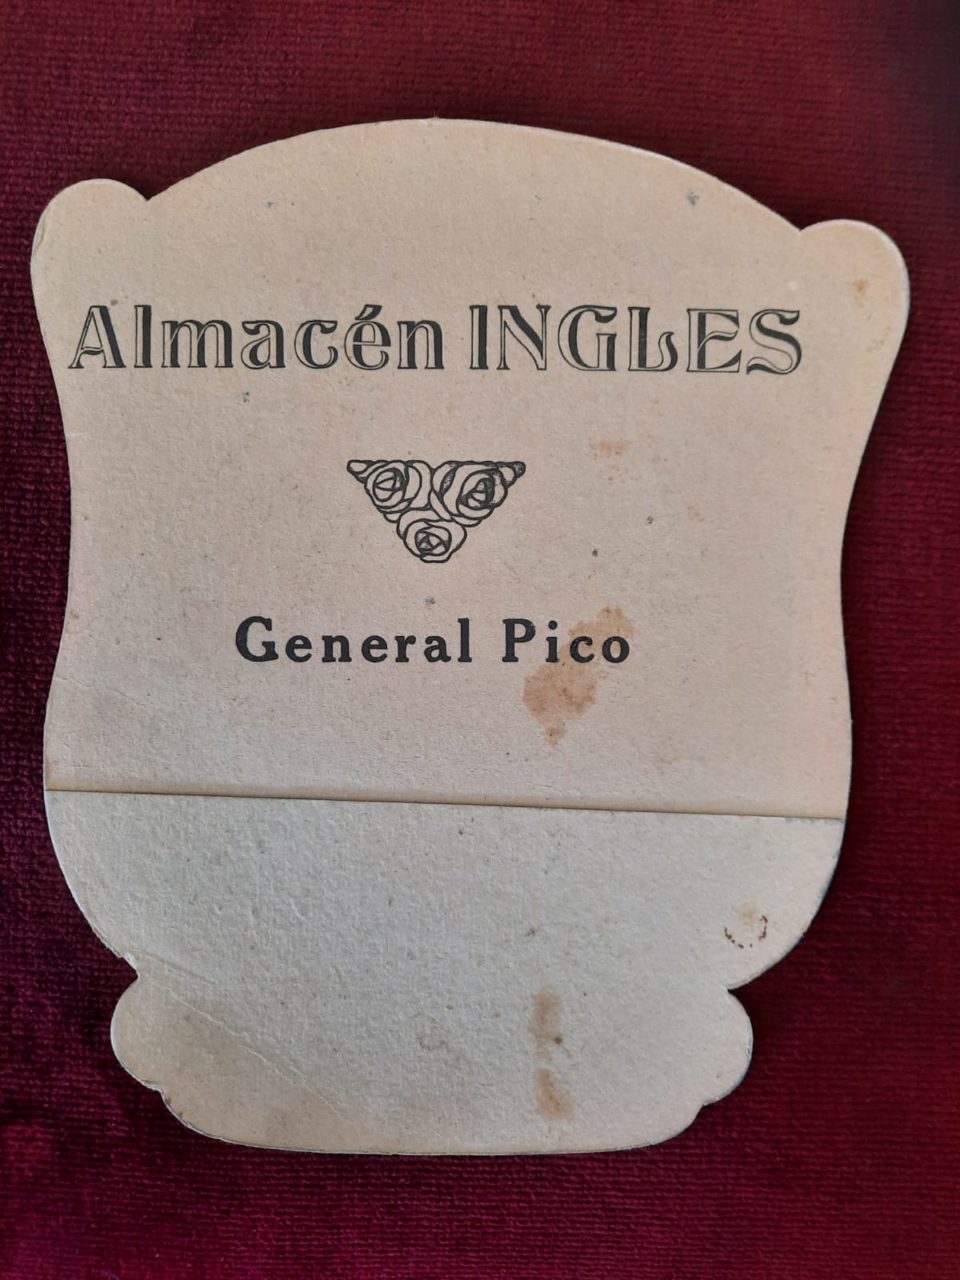 Almacén INGLES
General Pico